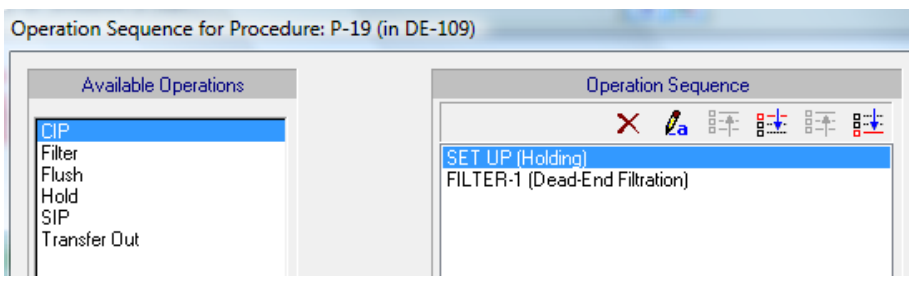 Operation Sequence for Procedure: P-19 (in DE-109)
Available Operations
CIP
Filter
Flush
Hold
SIP
Transfer Out
Operation Sequence
a
SET UP (Holding)
FILTER-1 (Dead-End Filtration)